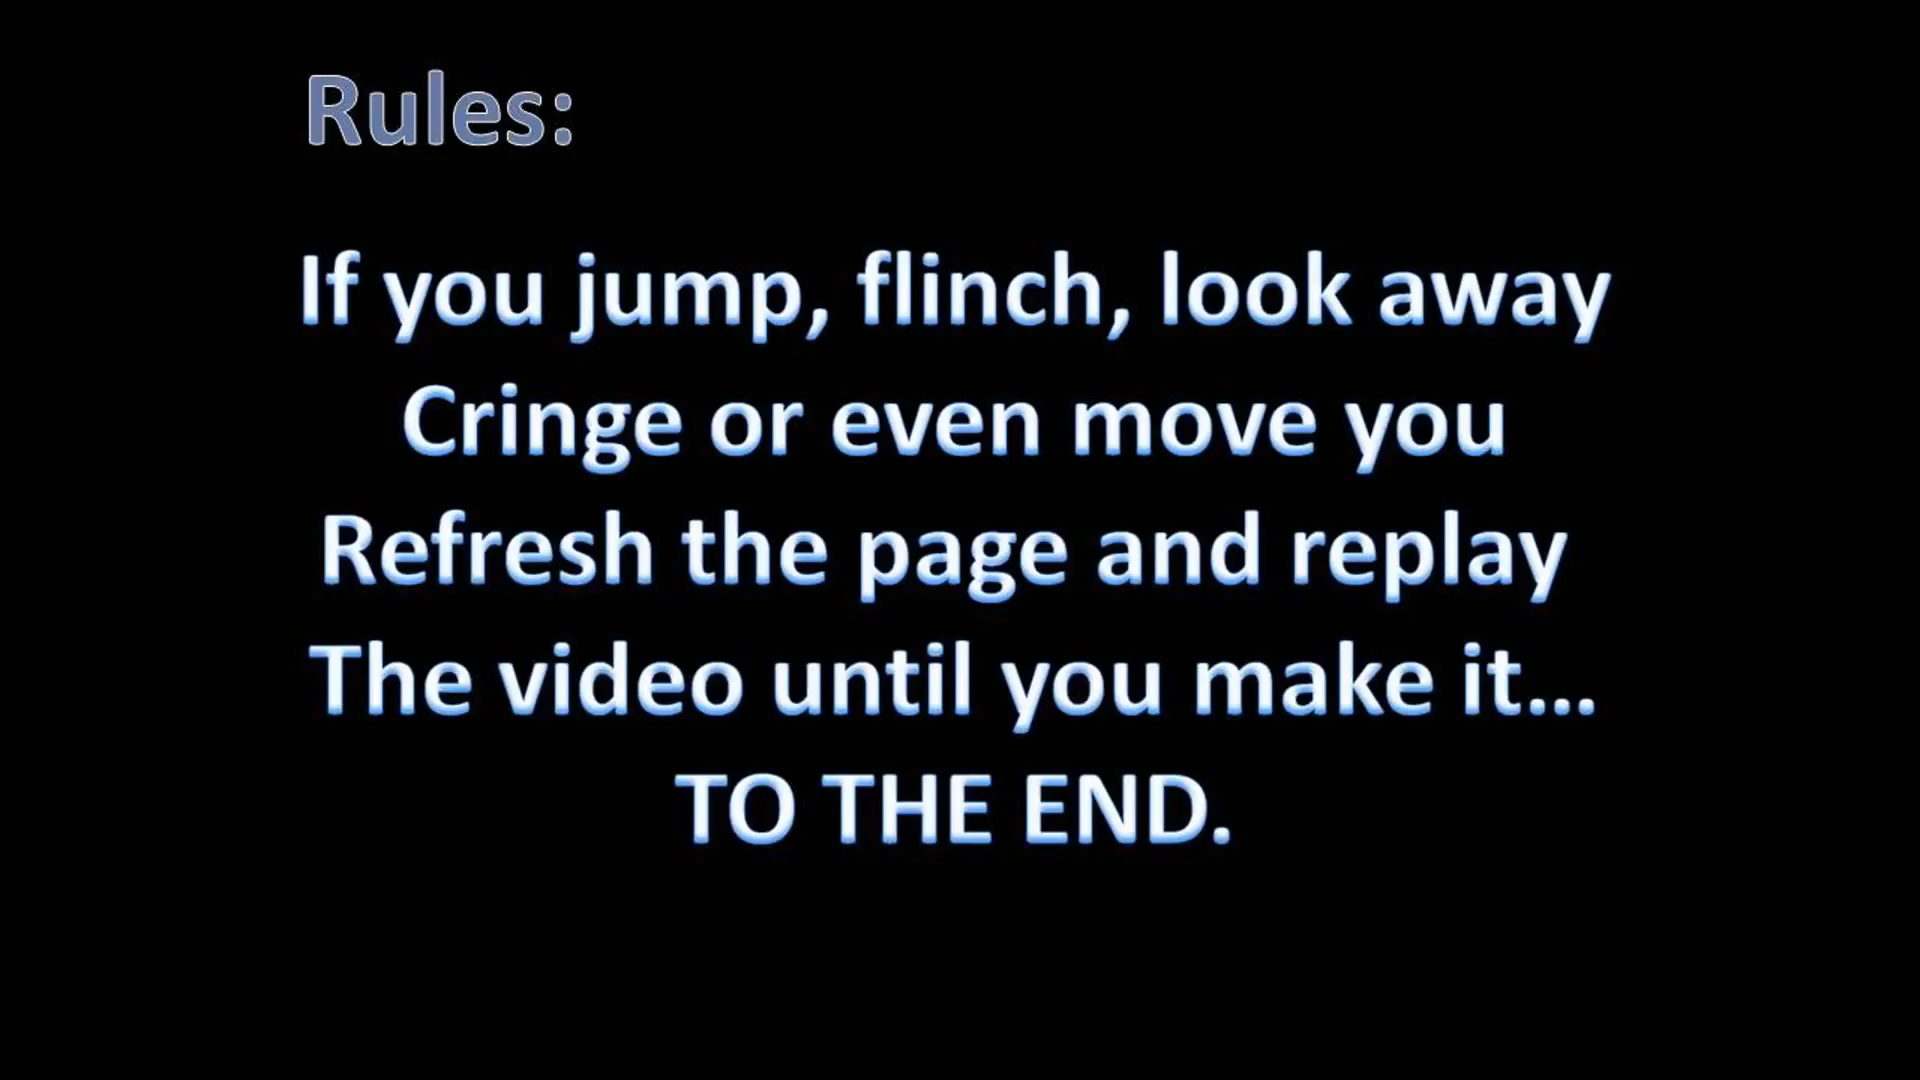 Rules:
If you jump, flinch, look away
Cringe or even move you
Refresh the page and replay
The video until you make it...
TO THE END.